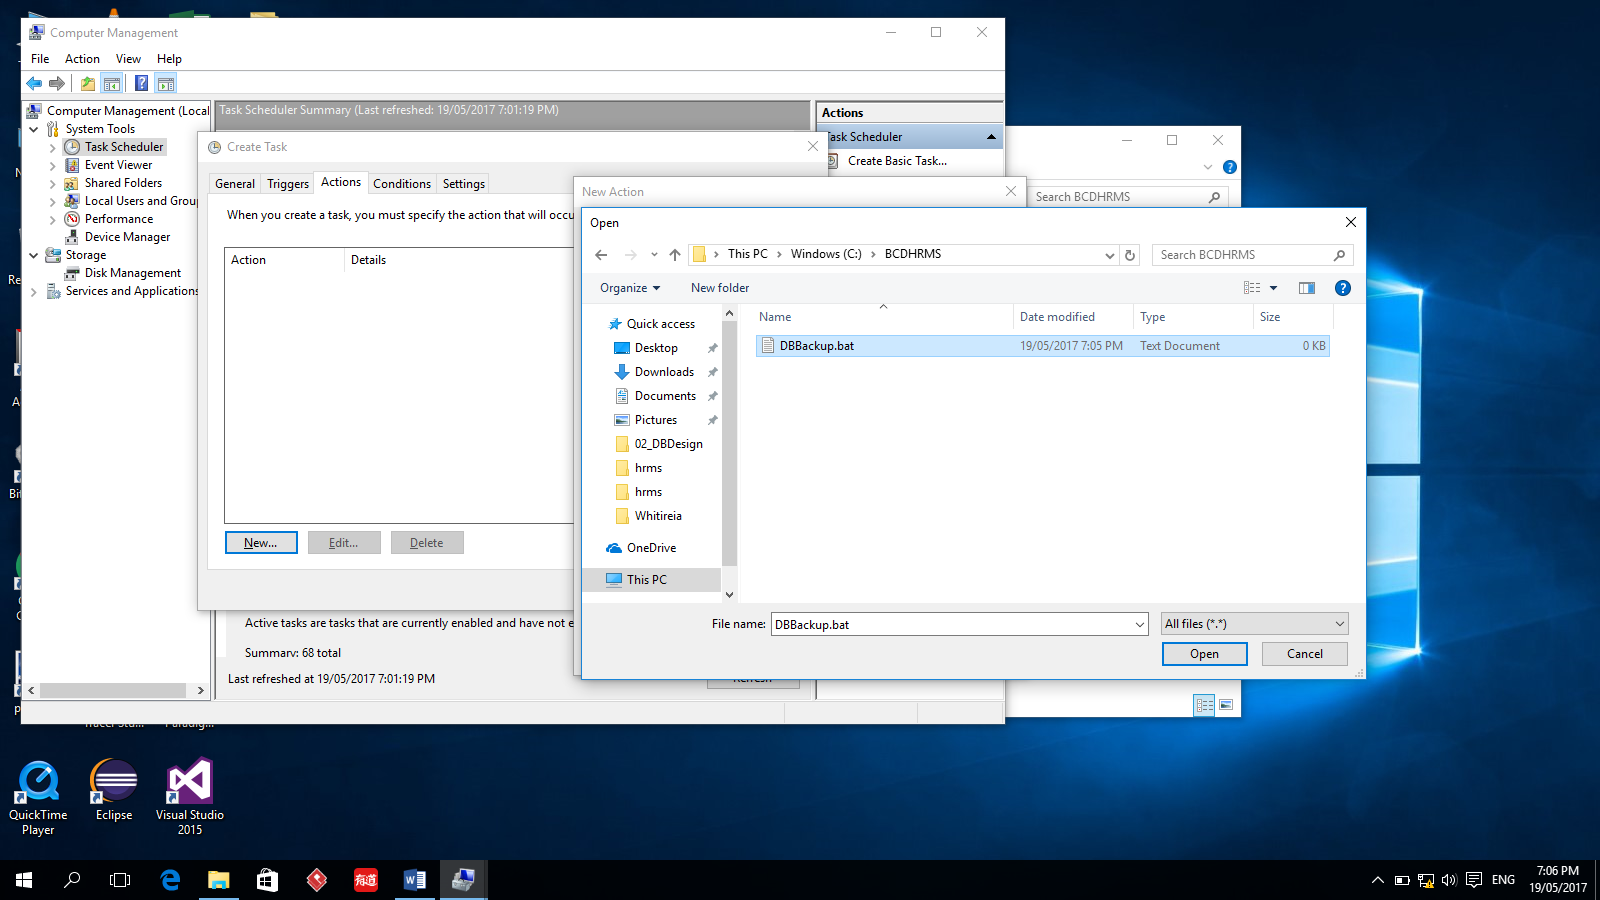 Computer Management
File Action View Help
Computer Management (Local
System Tools
Task Scheduler
Event Viewer
Shared Folders
Local Users and Grou
Performance
Device Manager
Storage
Disk Management
Services and Applications
Task Scheduler Summary (Last refreshed: 19/05/2017 7:01:19 PM)
Actions
Task Scheduler
Create Basic Task...
Create Task
General Triggers Actions Conditions Settings
When you create a task, you must specify the action that will occu
Action Details
New... Edit... Delete
Active tasks are tasks that are currently enabled and have not e
Summary: 68 total
Last refreshed at 19/05/2017 7:01:19 PM
Refresh
Search BCDHRMS
New Action
Open
This PC Windows (C:) BCDHRMS
Search BCDHRMS
Organize New folder
Quick access
Desktop
Downloads
Documents
Pictures
02_DBDesign
hrms
hrms
Whitireia
OneDrive
This PC
Name Date modified Type Size
DBBackup.bat 19/05/2017 7:05 PM Text Document 0 KB
File name: DBBackup.bat All files (*.*)
Open Cancel
QuickTime Player
Eclipse
Visual Studio 2015
有道
ENG
7:06 PM
19/05/2017